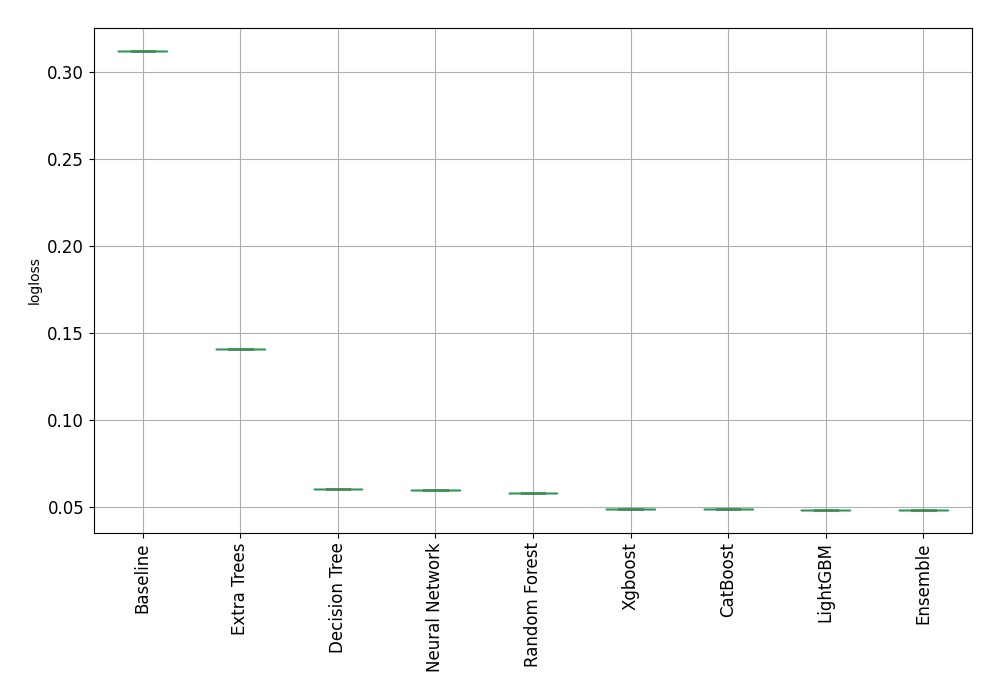 0.30
0.25
0.20
0.15
0.10
0.05
logloss
Baseline
Extra Trees
Decision Tree
Neural Network
Random Forest
Xgboost
CatBoost
LightGBM
Ensemble